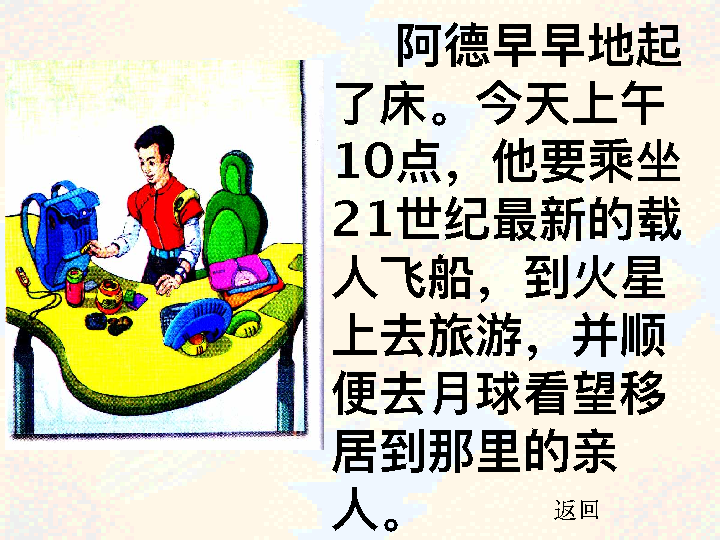 阿德早早地起
了床。今天上午
10点，他要乘坐
21世纪最新的载
人飞船，到火星
上去旅游，并顺
便去月球看望移
居到那里的亲
人。
返回